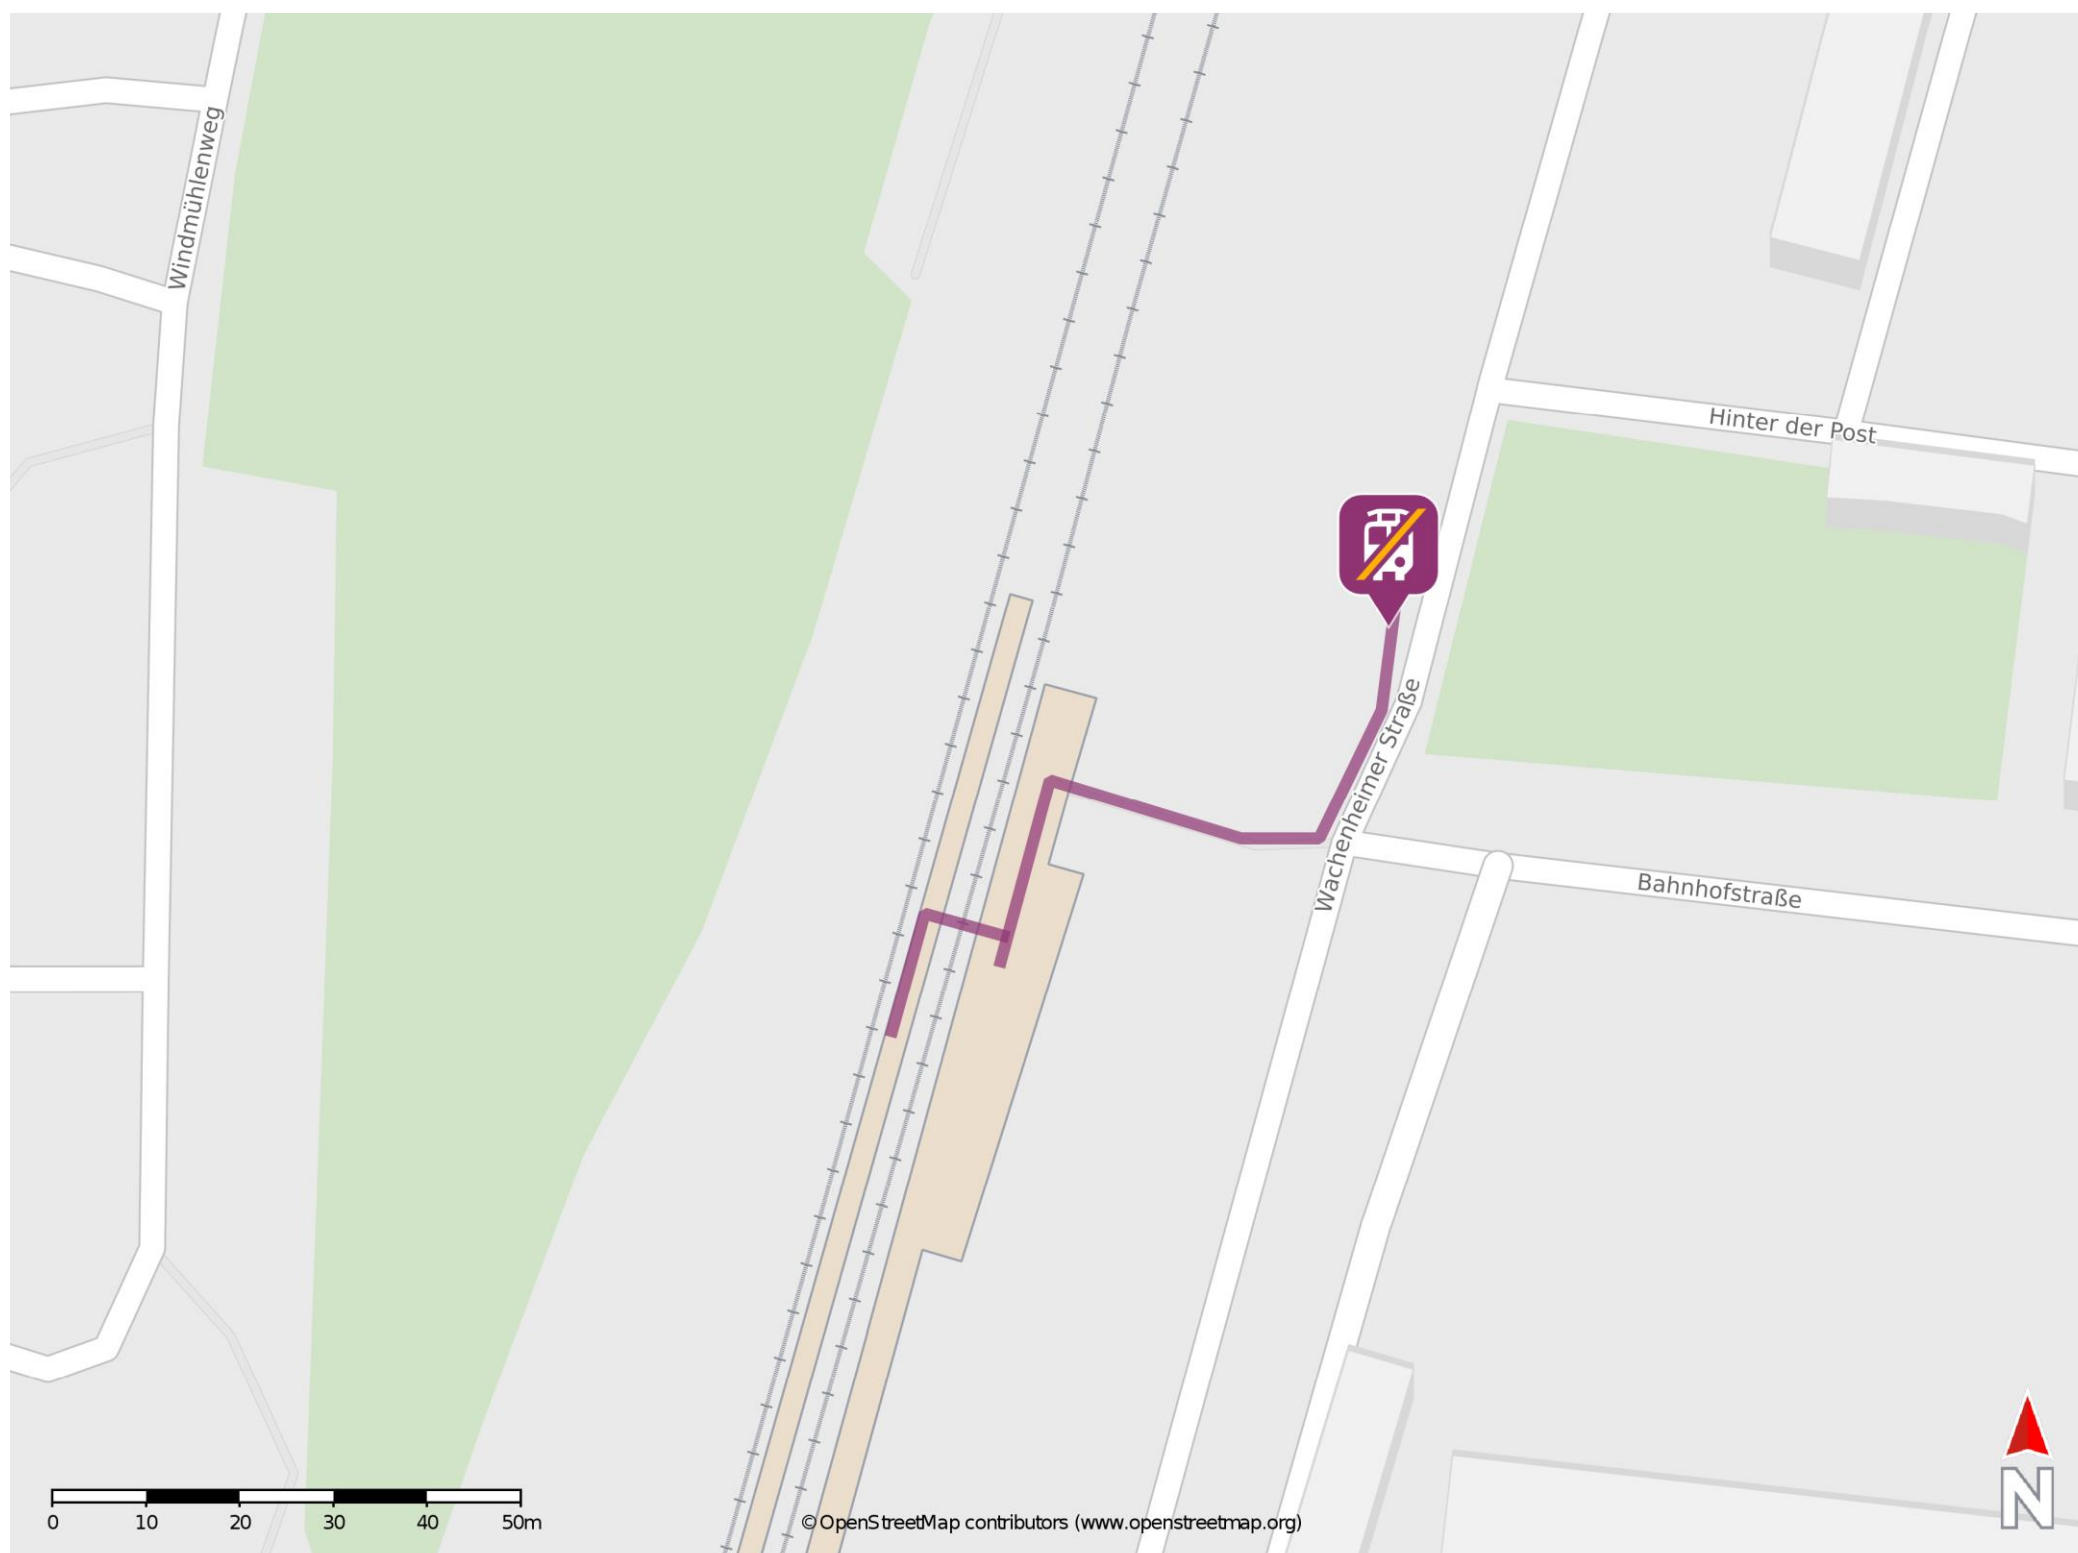 Windmühlenweg
Hinter der Post
Wachenheimer Straße
Bahnhofstraße
0 10 20 30 40 50m
© OpenStreetMap contributors (www.openstreetmap.org)
N